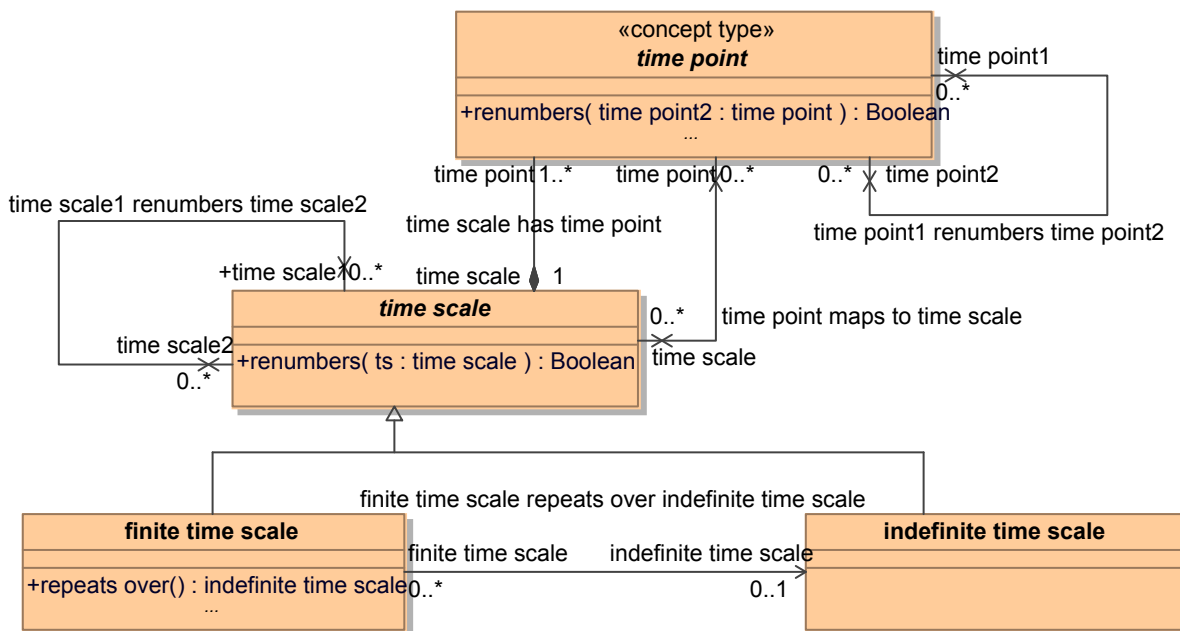 «concept type»
time point
+renumbers( time point2 : time point ) : Boolean
...
time point1
0..*
time point 1..*
time point 0..*
0..* time point2
time scale1 renumbers time scale2
time scale has time point
time point1 renumbers time point2
+time scale1 0..*
time scale 1
time scale
+renumbers( ts : time scale ) : Boolean
0..*
time point maps to time scale
time scale
time scale2
0..*
finite time scale repeats over indefinite time scale
finite time scale
+repeats over() : indefinite time scale
...
finite time scale
0..*
indefinite time scale
0..1
indefinite time scale